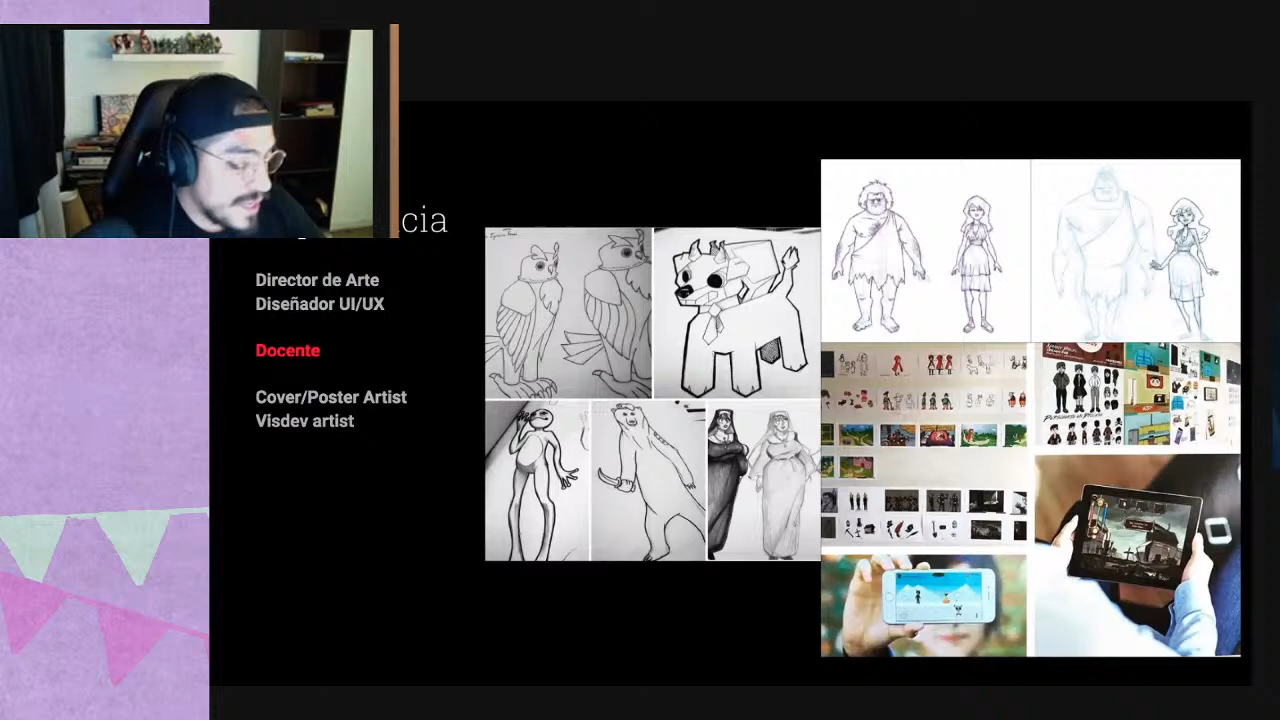 cia
Director de Arte
Diseñador UI/UX
Docente
Cover/Poster Artist
Visdev artist